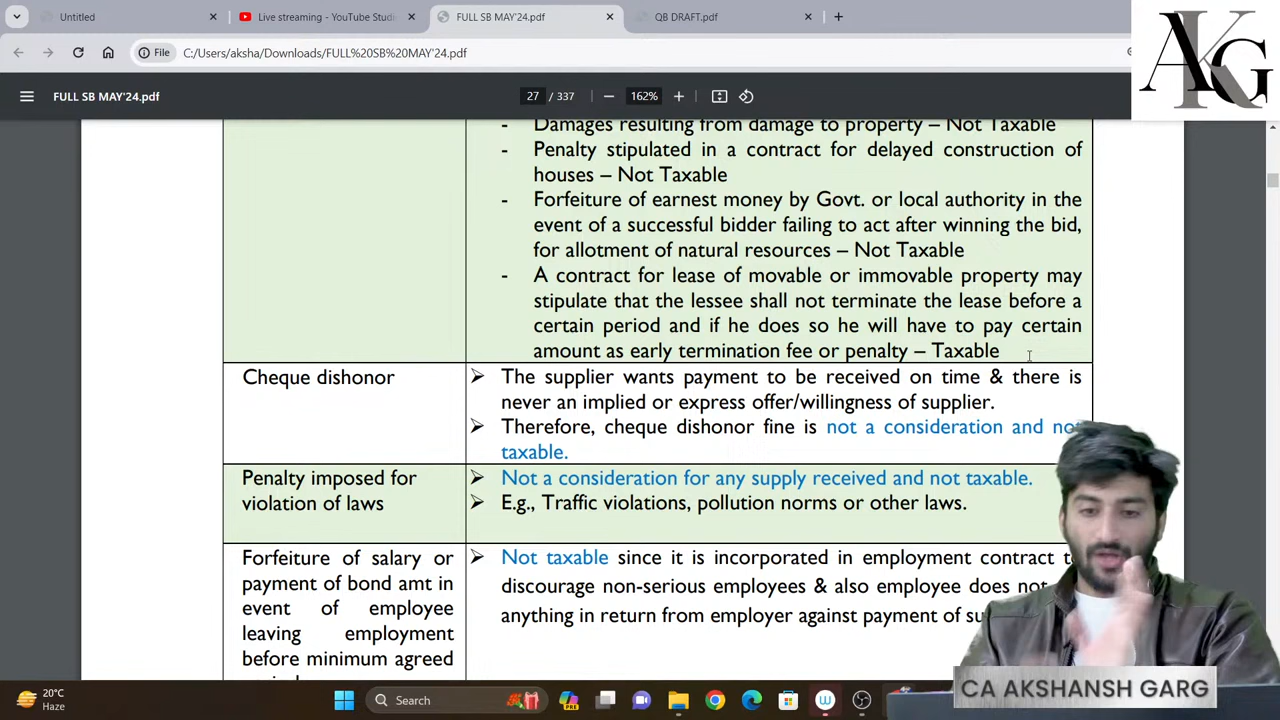 Untitled
Live streaming - YouTube Studi
FULL SB MAY'24.pdf
QB DRAFT.pdf
File
C:/Users/aksha/Downloads/FULL%20SB%20MAY'24.pdf
AKG
FULL SB MAY'24.pdf
27 / 337
162%
- Damages resulting from damage to property – Not Taxable
- Penalty stipulated in a contract for delayed construction of
houses – Not Taxable
- Forfeiture of earnest money by Govt. or local authority in the
event of a successful bidder failing to act after winning the bid,
for allotment of natural resources – Not Taxable
- A contract for lease of movable or immovable property may
stipulate that the lessee shall not terminate the lease before a
certain period and if he does so he will have to pay certain
amount as early termination fee or penalty – Taxable
Cheque dishonor
➢ The supplier wants payment to be received on time & there is
never an implied or express offer/willingness of supplier.
➢ Therefore, cheque dishonor fine is not a consideration and not
taxable.
Penalty imposed for
violation of laws
➢ Not a consideration for any supply received and not taxable.
➢ E.g., Traffic violations, pollution norms or other laws.
Forfeiture of salary or
payment of bond amt in
event of employee
leaving employment
before minimum agreed
➢ Not taxable since it is incorporated in employment contract
discourage non-serious employees & also employee does not
anything in return from employer against payment of
CA AKSHANSH GARG
20°C
Haze
Search